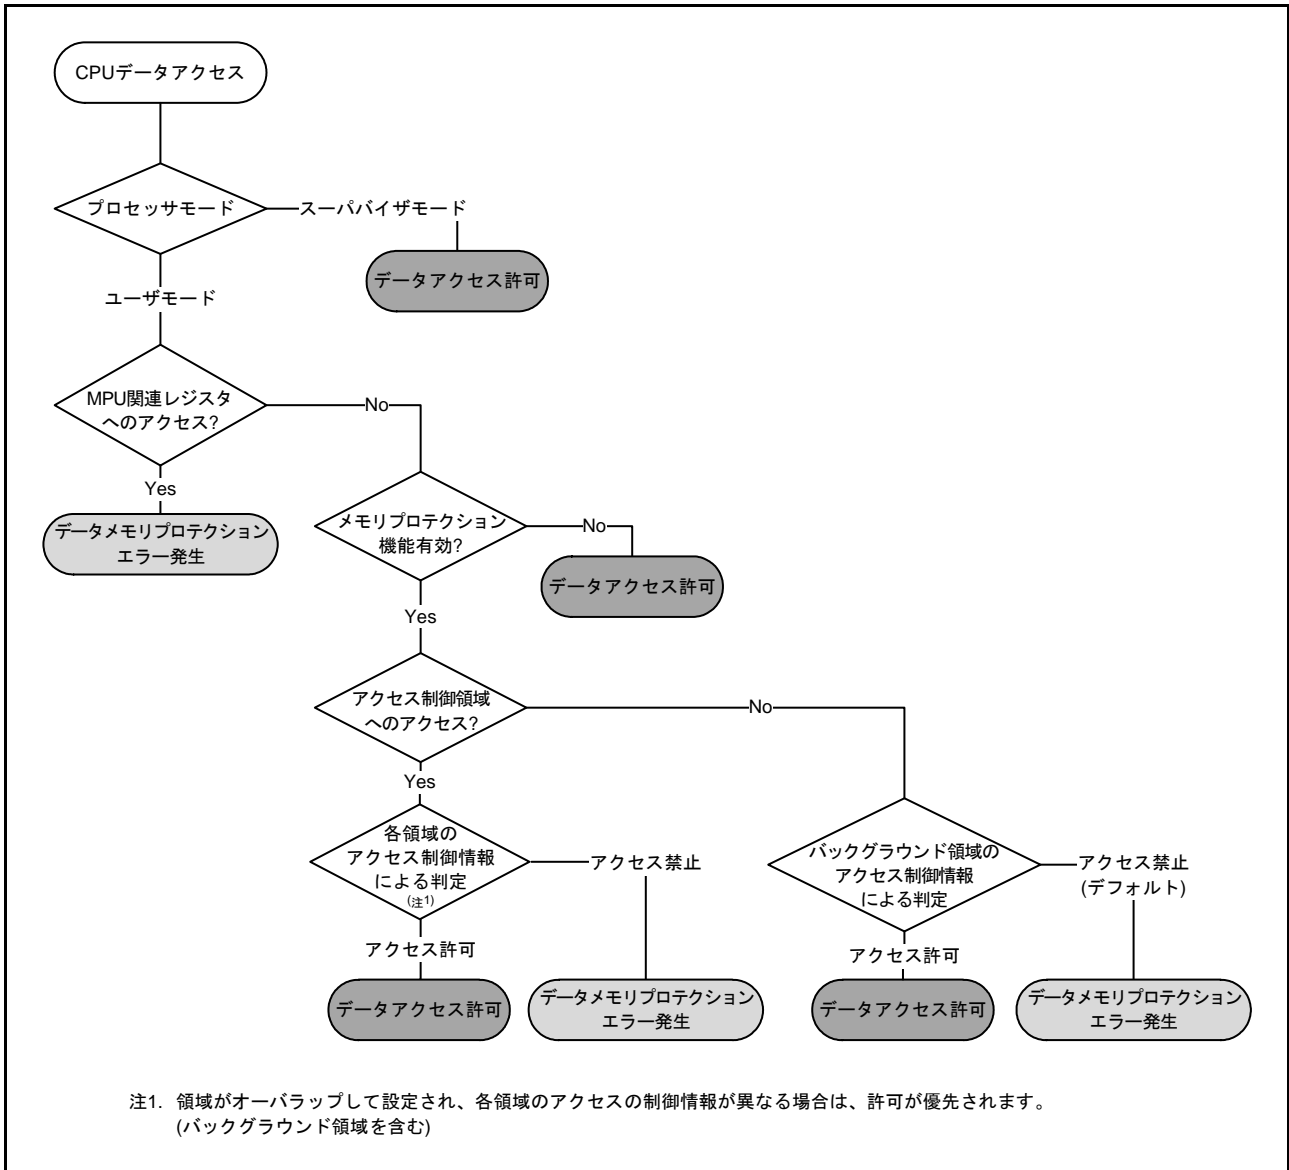 CPUデータアクセス
プロセッサモード
スーパバイザモード
データアクセス許可
ユーザモード
MPU関連レジスタ
へのアクセス?
No
Yes
データメモリプロテクション
エラー発生
メモリプロテクション
機能有効?
No
データアクセス許可
Yes
アクセス制御領域
へのアクセス?
No
Yes
各領域の
アクセス制御情報
による判定
(注1)
アクセス禁止
アクセス許可
データアクセス許可
データメモリプロテクション
エラー発生
バックグラウンド領域の
アクセス制御情報
による判定
アクセス禁止
(デフォルト)
アクセス許可
データアクセス許可
データメモリプロテクション
エラー発生
注1. 領域がオーバラップして設定され、各領域のアクセスの制御情報が異なる場合は、許可が優先されます。
(バックグラウンド領域を含む)